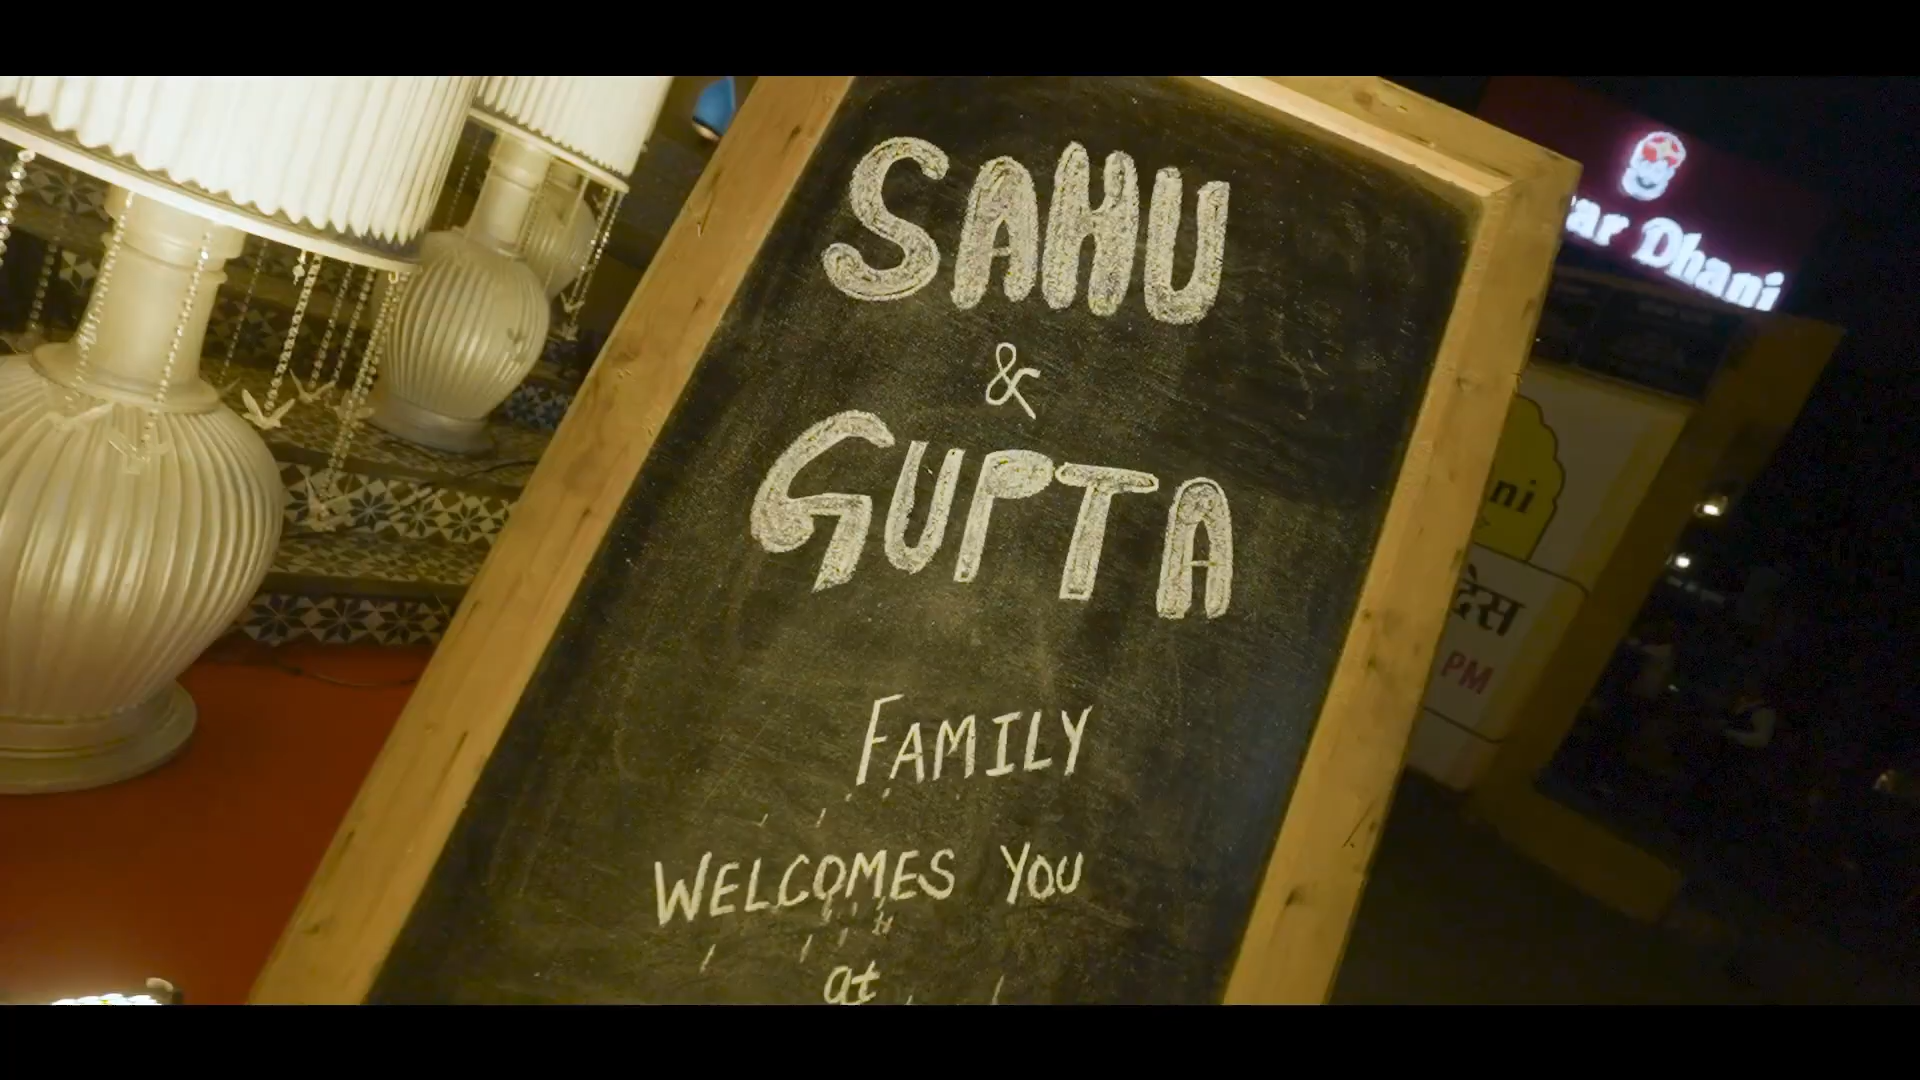 SAHU
&
GUPTA
FAMILY
WELCOMES YOU
at
ar Dhani
ni
देस
PM